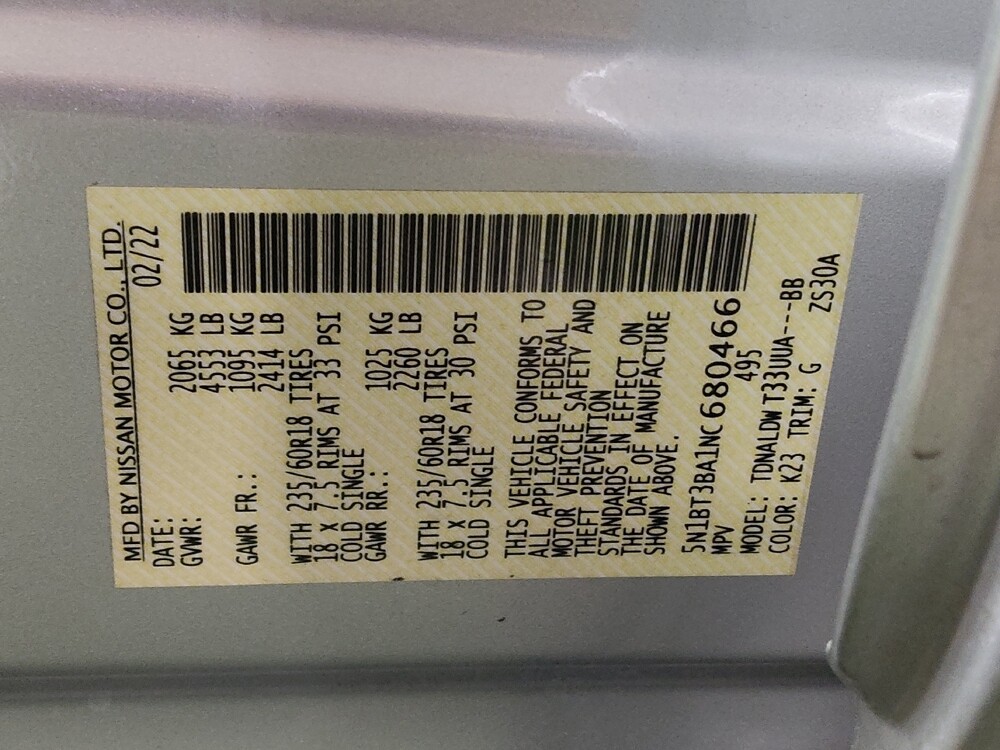 MFD BY NISSAN MOTOR CO., LTD.
DATE: 02/22
GVWR: 2065 KG
4553 LB
GAWR FR.: 1095 KG
2414 LB
WITH 235/60R18 TIRES
18 X 7.5 RIMS AT 33 PSI
COLD SINGLE
GAWR RR.: 1025 KG
2260 LB
WITH 235/60R18 TIRES
18 X 7.5 RIMS AT 30 PSI
COLD SINGLE
THIS VEHICLE CONFORMS TO
ALL APPLICABLE FEDERAL
MOTOR VEHICLE SAFETY AND
THEFT PREVENTION
STANDARDS IN EFFECT ON
THE DATE OF MANUFACTURE
SHOWN ABOVE.
5N1BT3BA1NC680466
MPV 495
MODEL: TDNALDW T33UUA---BB
COLOR: K23 TRIM: G ZS30A